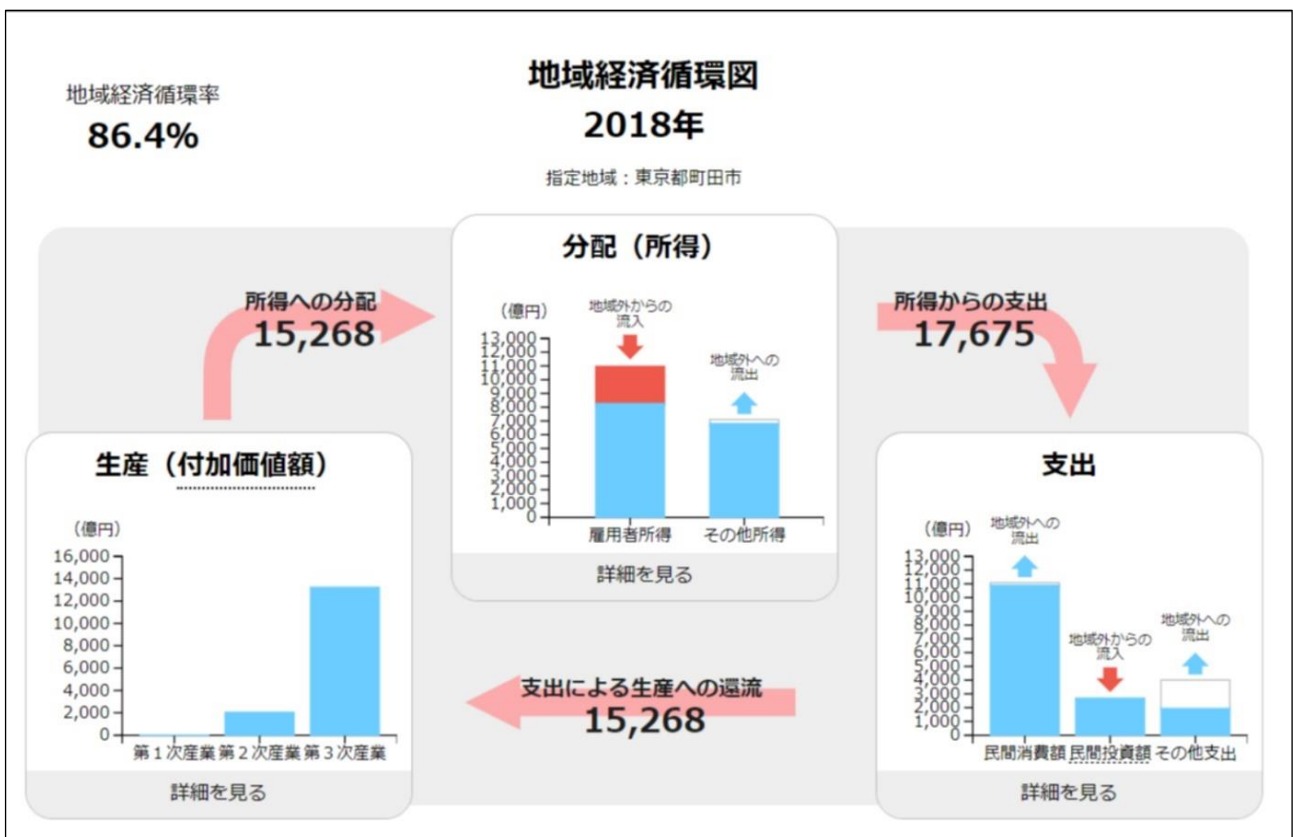 地域経済循環率
86.4%
地域経済循環図
2018年
指定地域：東京都町田市
所得への分配
15,268
分配（所得）
（億円）
地域外からの
流入
地域外への
流出
13,000
12,000
11,000
10,000
9,000
8,000
7,000
6,000
5,000
4,000
3,000
2,000
1,000
0
雇用者所得
その他所得
詳細を見る
所得からの支出
17,675
生産（付加価値額）
（億円）
16,000
14,000
12,000
10,000
8,000
6,000
4,000
2,000
0
第１次産業
第２次産業
第３次産業
詳細を見る
支出による生産への還流
15,268
支出
（億円）
地域外への
流出
地域外からの
流入
地域外への
流出
13,000
12,000
11,000
10,000
9,000
8,000
7,000
6,000
5,000
4,000
3,000
2,000
1,000
0
民間消費額
民間投資額
その他支出
詳細を見る